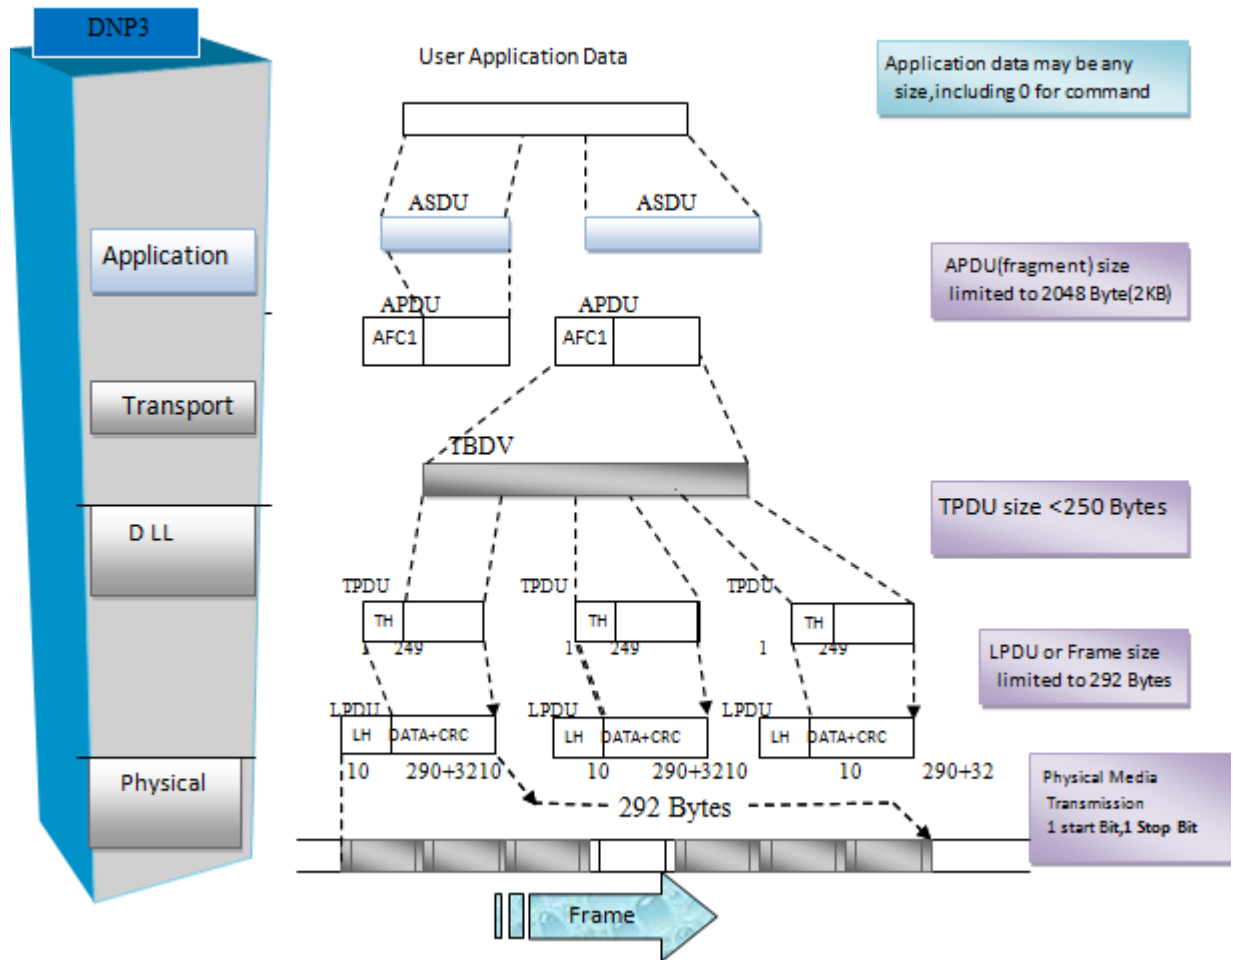 DNP3
User Application Data
Application data may be any
size,including 0 for command
ASDU
ASDU
Application
APDU(fragment) size
limited to 2048 Byte(2KB)
APDU
APDU
AFC1
AFC1
Transport
TBDV
TPDU size <250 Bytes
D LL
TPDU
TPDU
TPDU
TH
TH
TH
1 249
1 249
1 249
LPDU or Frame size
limited to 292 Bytes
LPDU
LPDU
LPDU
LH DATA+CRC
LH DATA+CRC
LH DATA+CRC
10 290+3210
10 290+3210
10 290+32
Physical
Physical Media
Transmission
1 start Bit,1 Stop Bit
292 Bytes
Frame